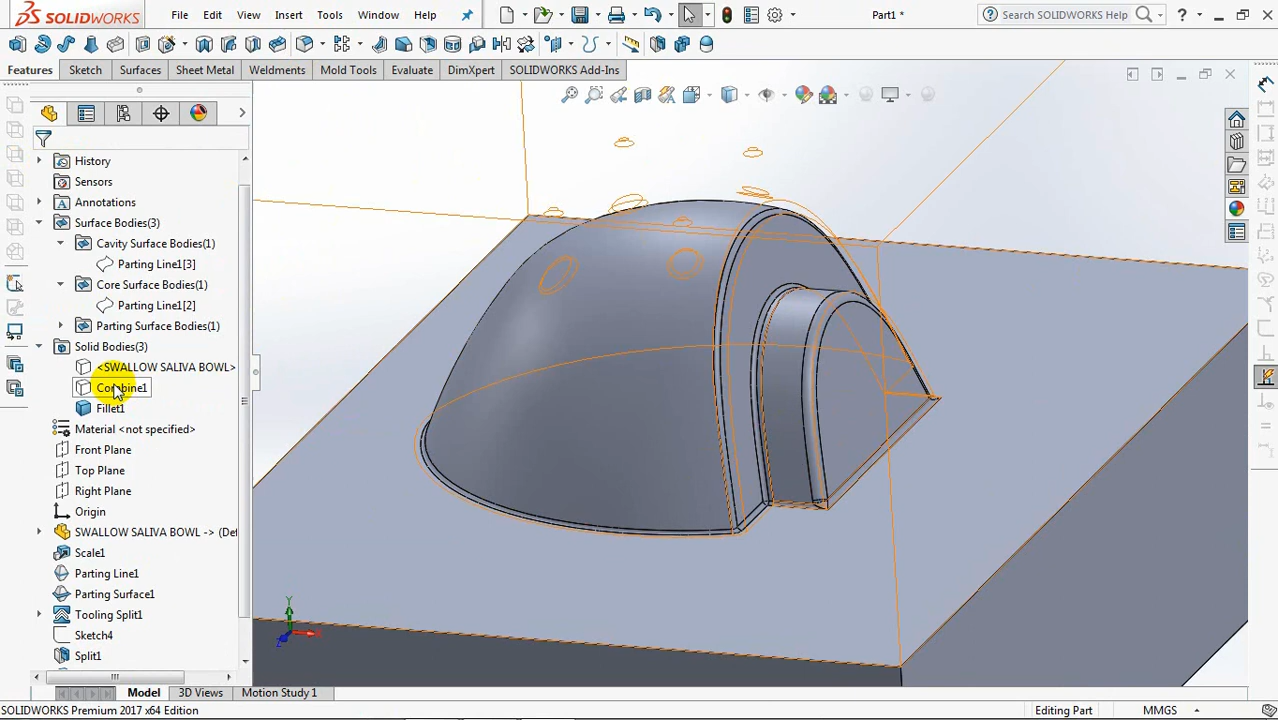 SOLIDWORKS File Edit View Insert Tools Window Help Part1 * Search SOLIDWORKS Help ?
Features Sketch Surfaces Sheet Metal Weldments Mold Tools Evaluate DimXpert SOLIDWORKS Add-Ins
History
Sensors
A Annotations
Surface Bodies(3)
Cavity Surface Bodies(1)
Parting Line1[3]
Core Surface Bodies(1)
Parting Line1[2]
Parting Surface Bodies(1)
Solid Bodies(3)
<SWALLOW SALIVA BOWL>
Combine1
Fillet1
Material <not specified>
Front Plane
Top Plane
Right Plane
Origin
SWALLOW SALIVA BOWL -> (De
Scale1
Parting Line1
Parting Surface1
Tooling Split1
Sketch4
Split1
Y
X
Z
Model 3D Views Motion Study 1
SOLIDWORKS Premium 2017 x64 Edition Editing Part MMGS